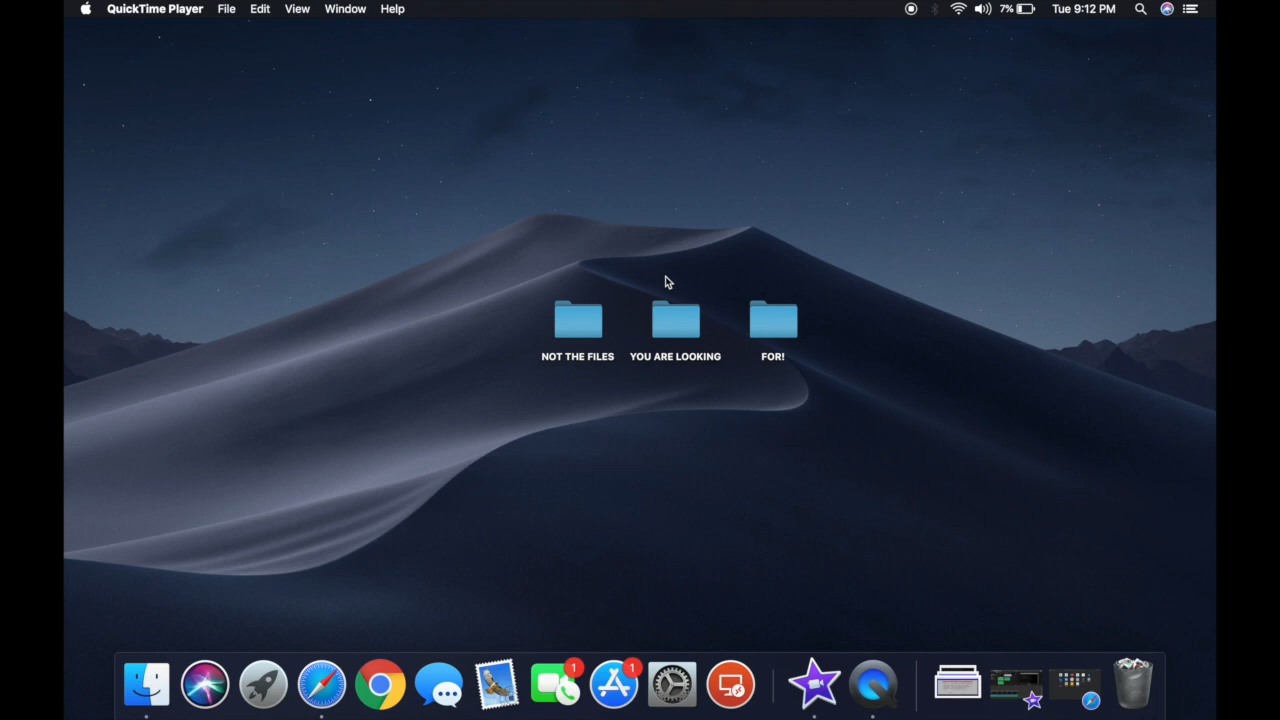 QuickTime Player File Edit View Window Help 7% Tue 9:12 PM
NOT THE FILES YOU ARE LOOKING FOR!
1 1